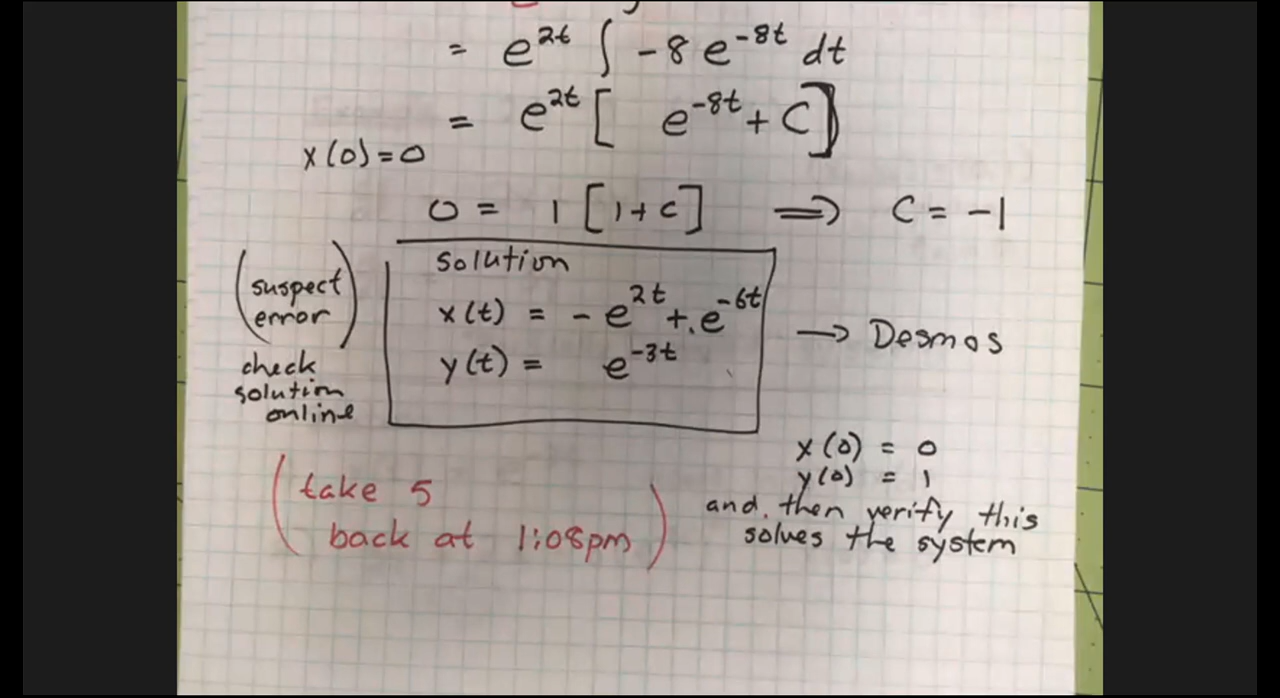 = e^{2t} ∫ -8 e^{-8t} dt
= e^{2t} [ e^{-8t} + C ]
x(0) = 0
0 = 1 [1 + C] ⟹ C = -1
(suspect error)
check
solution
online
solution
x(t) = - e^{2t} + e^{-6t}
y(t) = e^{-3t}
→ Desmos
x(0) = 0
y(0) = 1
and then verify this
solves the system
(take 5
back at 1:08pm)